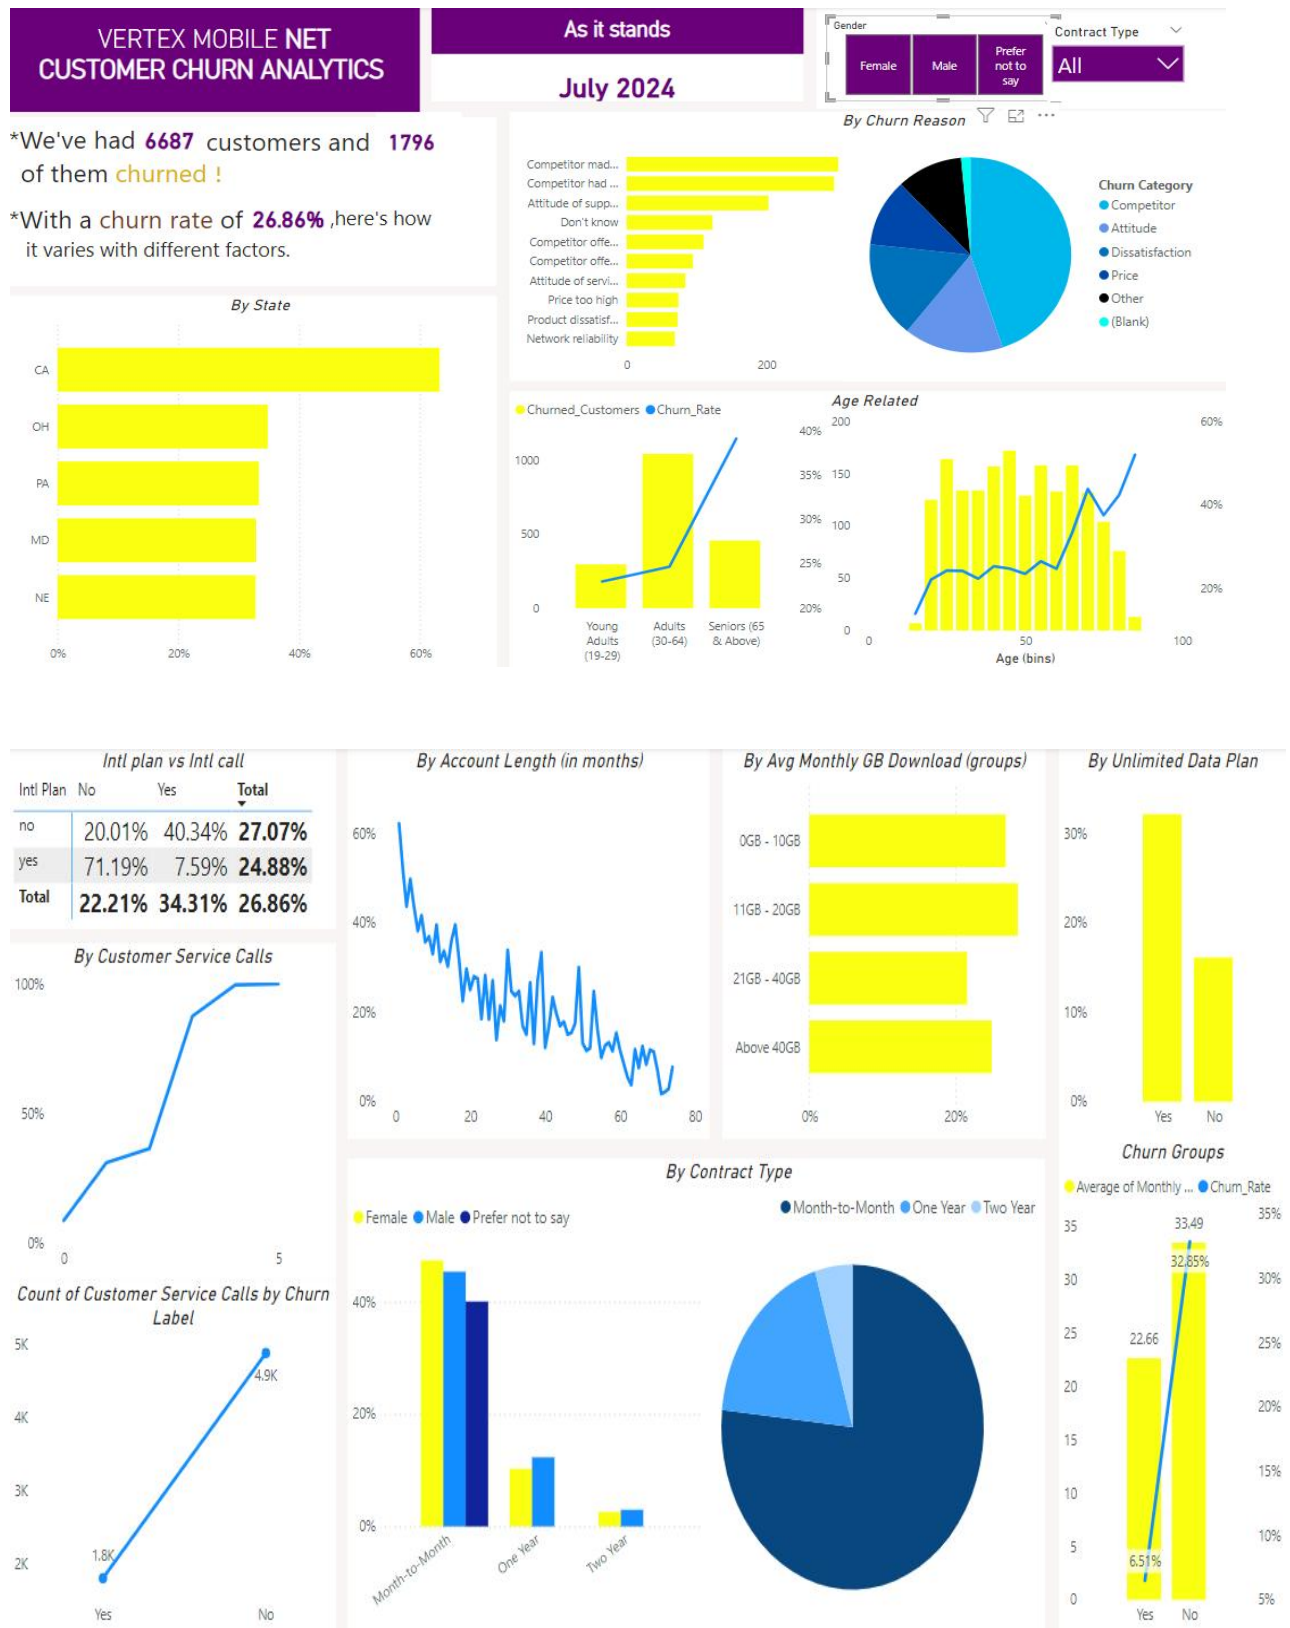 VERTEX MOBILE NET
CUSTOMER CHURN ANALYTICS
As it stands
July 2024
Gender
Female
Male
Prefer
not to
say
Contract Type
All
*We've had 6687 customers and 1796
of them churned !
*With a churn rate of 26.86% ,here's how
it varies with different factors.
By State
CA
OH
PA
MD
NE
0% 20% 40% 60%
By Churn Reason
Competitor mad...
Competitor had ...
Attitude of supp...
Don't know
Competitor offe...
Competitor offe...
Attitude of servi...
Price too high
Product dissatisf...
Network reliability
0 200
Churn Category
Competitor
Attitude
Dissatisfaction
Price
Other
(Blank)
Churned_Customers Churn_Rate
1000
500
0
40%
35%
30%
25%
20%
Young
Adults
(19-29)
Adults
(30-64)
Seniors (65
& Above)
Age Related
200
150
100
50
0
60%
40%
20%
0 50 100
Age (bins)
Intl plan vs Intl call
Intl Plan No Yes Total
no 20.01% 40.34% 27.07%
yes 71.19% 7.59% 24.88%
Total 22.21% 34.31% 26.86%
By Customer Service Calls
100%
50%
0%
0 5
Count of Customer Service Calls by Churn
Label
5K
4K
3K
2K
1.8K
4.9K
Yes No
By Account Length (in months)
60%
40%
20%
0%
0 20 40 60 80
By Avg Monthly GB Download (groups)
0GB - 10GB
11GB - 20GB
21GB - 40GB
Above 40GB
0% 20%
By Unlimited Data Plan
30%
20%
10%
0%
Yes No
By Contract Type
Female Male Prefer not to say
40%
20%
0%
Month-to-Month
One Year
Two Year
Month-to-Month One Year Two Year
Churn Groups
Average of Monthly ... Churn_Rate
35
30
25
20
15
10
5
0
33.49
32.85%
22.66
6.51%
35%
30%
25%
20%
15%
10%
5%
Yes No